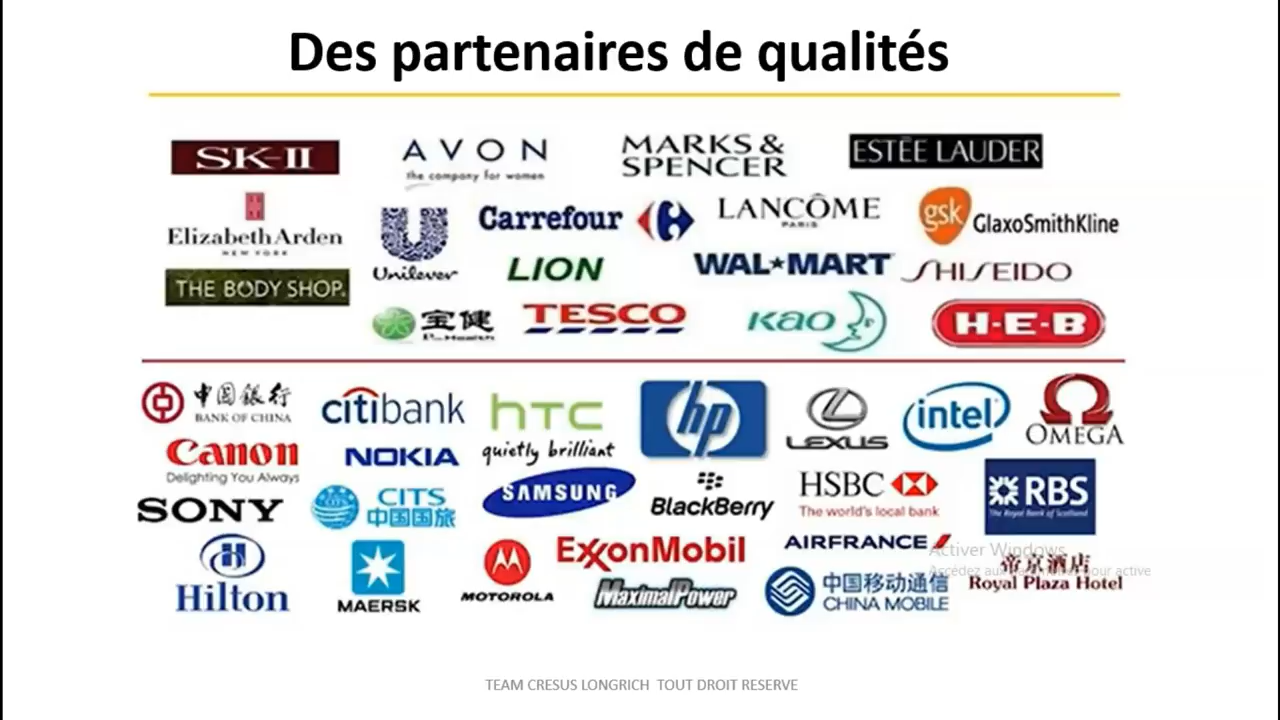 Des partenaires de qualités
SK-II
AVON
the company for women
MARKS &
SPENCER
ESTĒE LAUDER
Elizabeth Arden
NEW YORK
Unilever
Carrefour
LANCÔME
PARIS
gsk GlaxoSmithKline
THE BODY SHOP.
LION
WAL★MART
SHISEIDO
宝健
TESCO
Kao
H-E-B
中国銀行
BANK OF CHINA
citibank
htc
quietly brilliant
hp
LEXUS
intel
OMEGA
Canon
Delighting You Always
NOKIA
SONY
CITS
中国国旅
SAMSUNG
BlackBerry
HSBC
The world's local bank
RBS
The Royal Bank of Scotland
Hilton
MAERSK
MOTOROLA
ExxonMobil
MaximalPower
AIRFRANCE
中国移动通信
CHINA MOBILE
Activer Windows
帝京酒店
Royal Plaza Hotel
TEAM CRESUS LONGRICH TOUT DROIT RESERVE